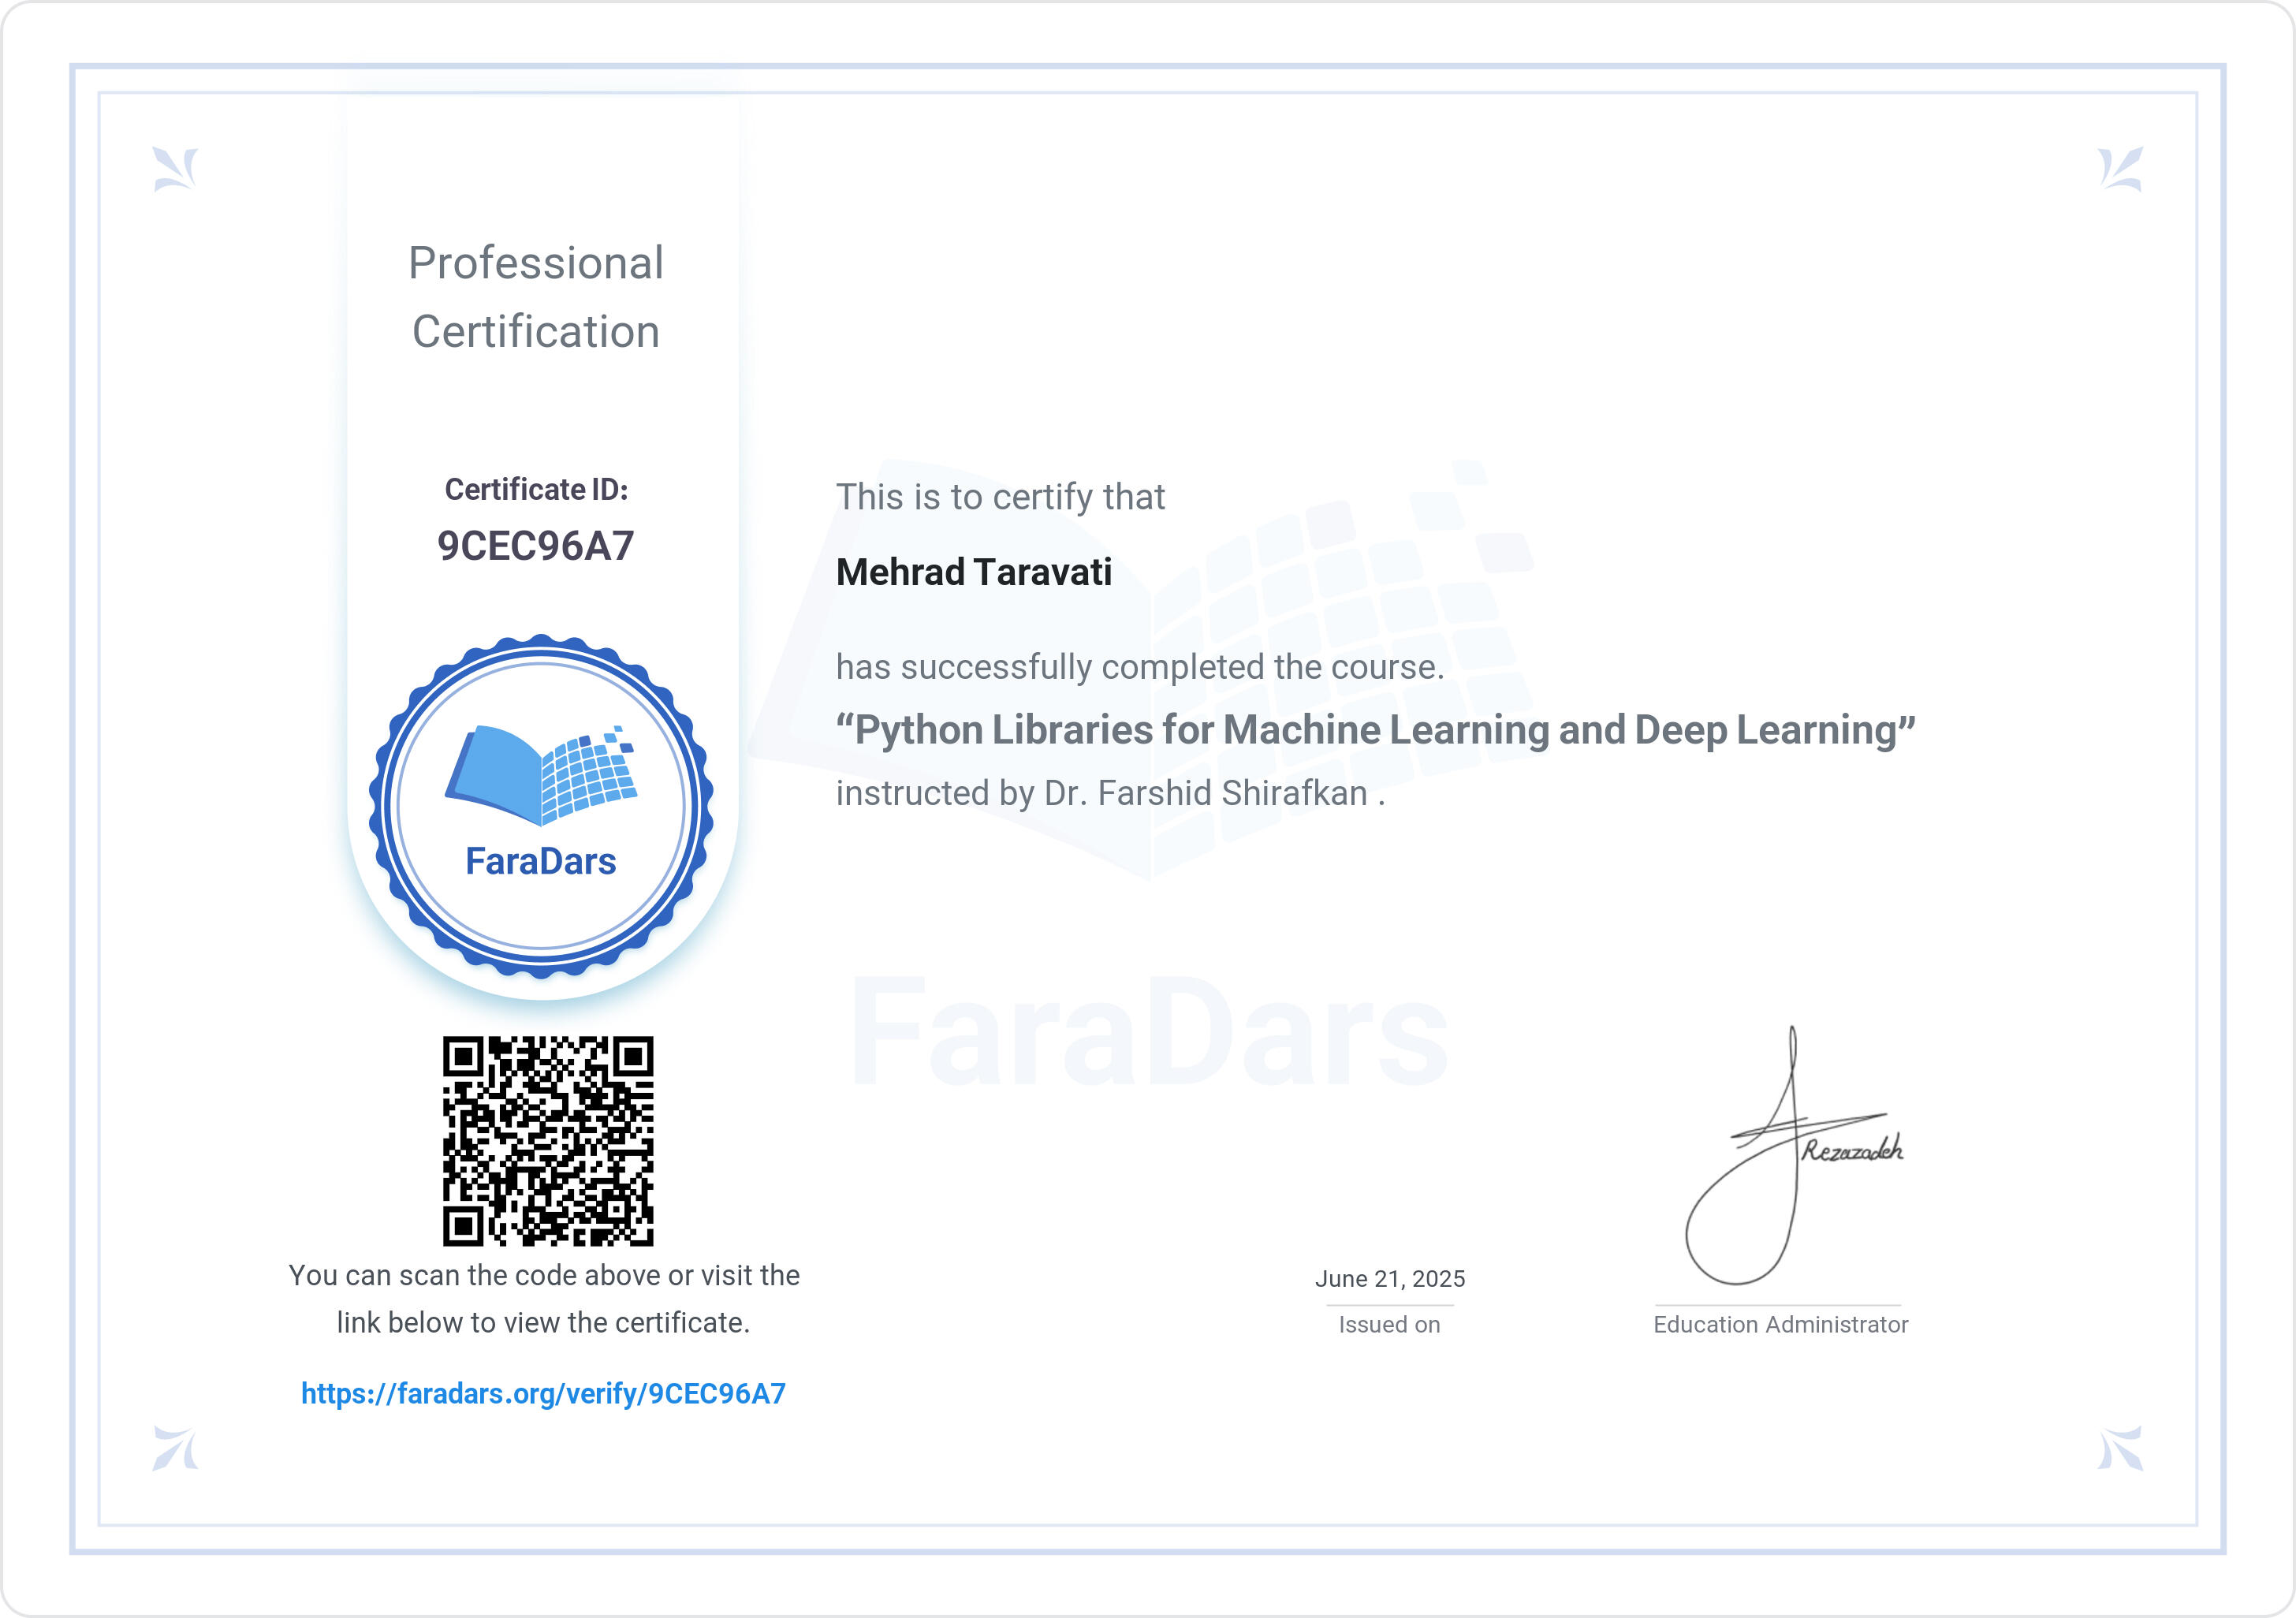 Professional
Certification
Certificate ID:
9CEC96A7
FaraDars
You can scan the code above or visit the
link below to view the certificate.
https://faradars.org/verify/9CEC96A7
This is to certify that
Mehrad Taravati
has successfully completed the course.
“Python Libraries for Machine Learning and Deep Learning”
instructed by Dr. Farshid Shirafkan .
FaraDars
June 21, 2025
Issued on
Rezazadeh
Education Administrator